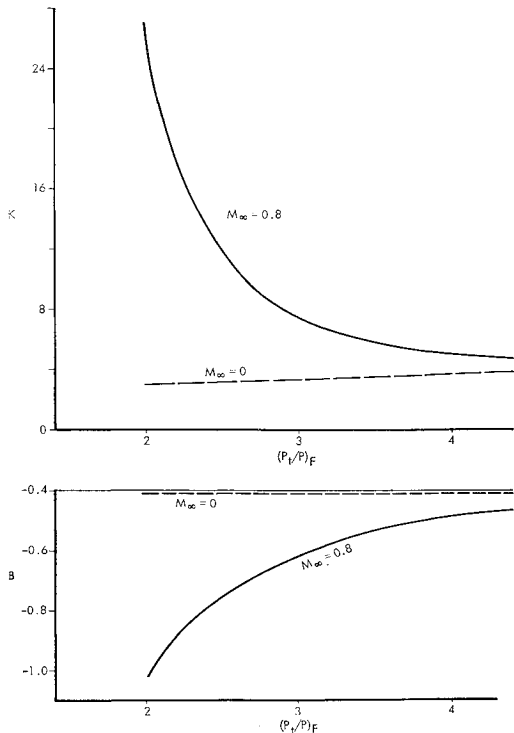 24
16
K
M∞ = 0.8
8
M∞ = 0
0
2 3 4
(Pt/P)F
-0.4
M∞ = 0
-0.6
B
M∞ = 0.8
-0.8
-1.0
2 3 4
(Pt/P)F